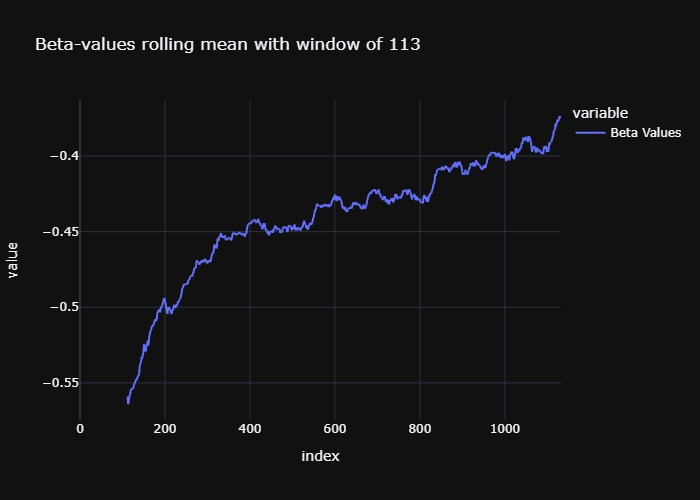 Beta-values rolling mean with window of 113
variable
Beta Values
−0.4
−0.45
−0.5
−0.55
value
0 200 400 600 800 1000
index